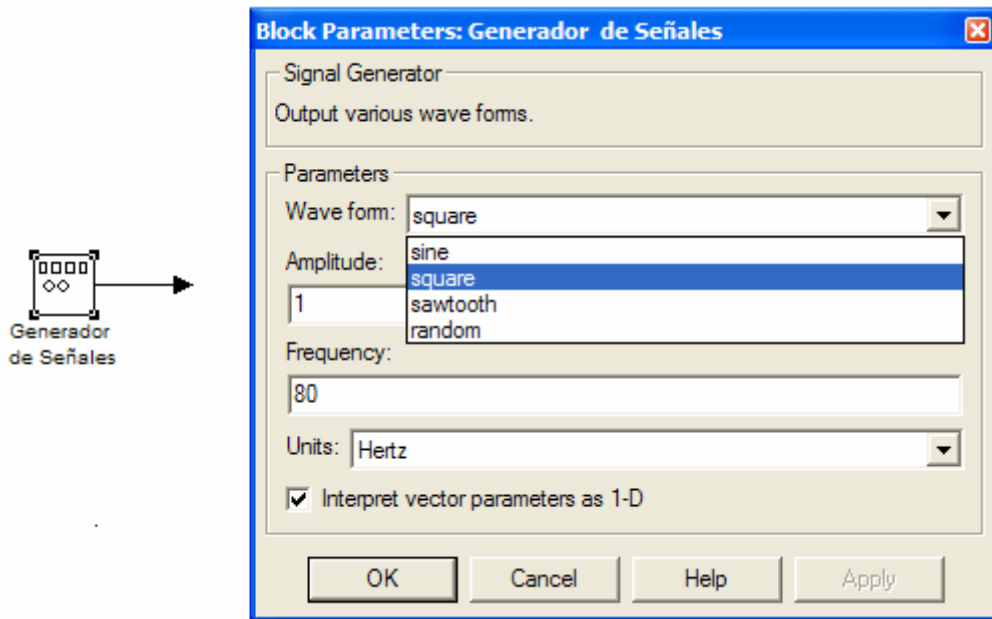 Block Parameters: Generador de Señales
Signal Generator
Output various wave forms.
Parameters
Wave form: square
sine
square
sawtooth
random
Amplitude:
1
Frequency:
80
Units: Hertz
Interpret vector parameters as 1-D
OK Cancel Help Apply
Generador
de Señales